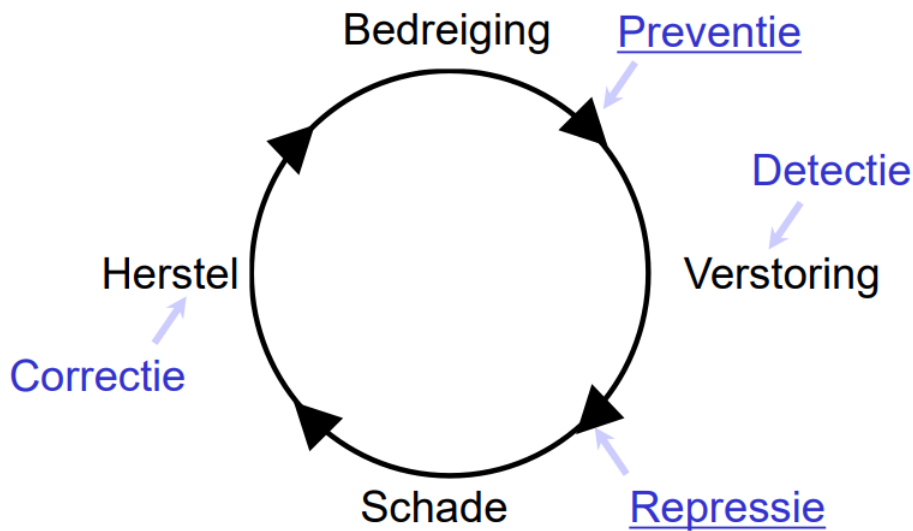 Bedreiging
Preventie
Detectie
Herstel
Verstoring
Correctie
Schade
Repressie